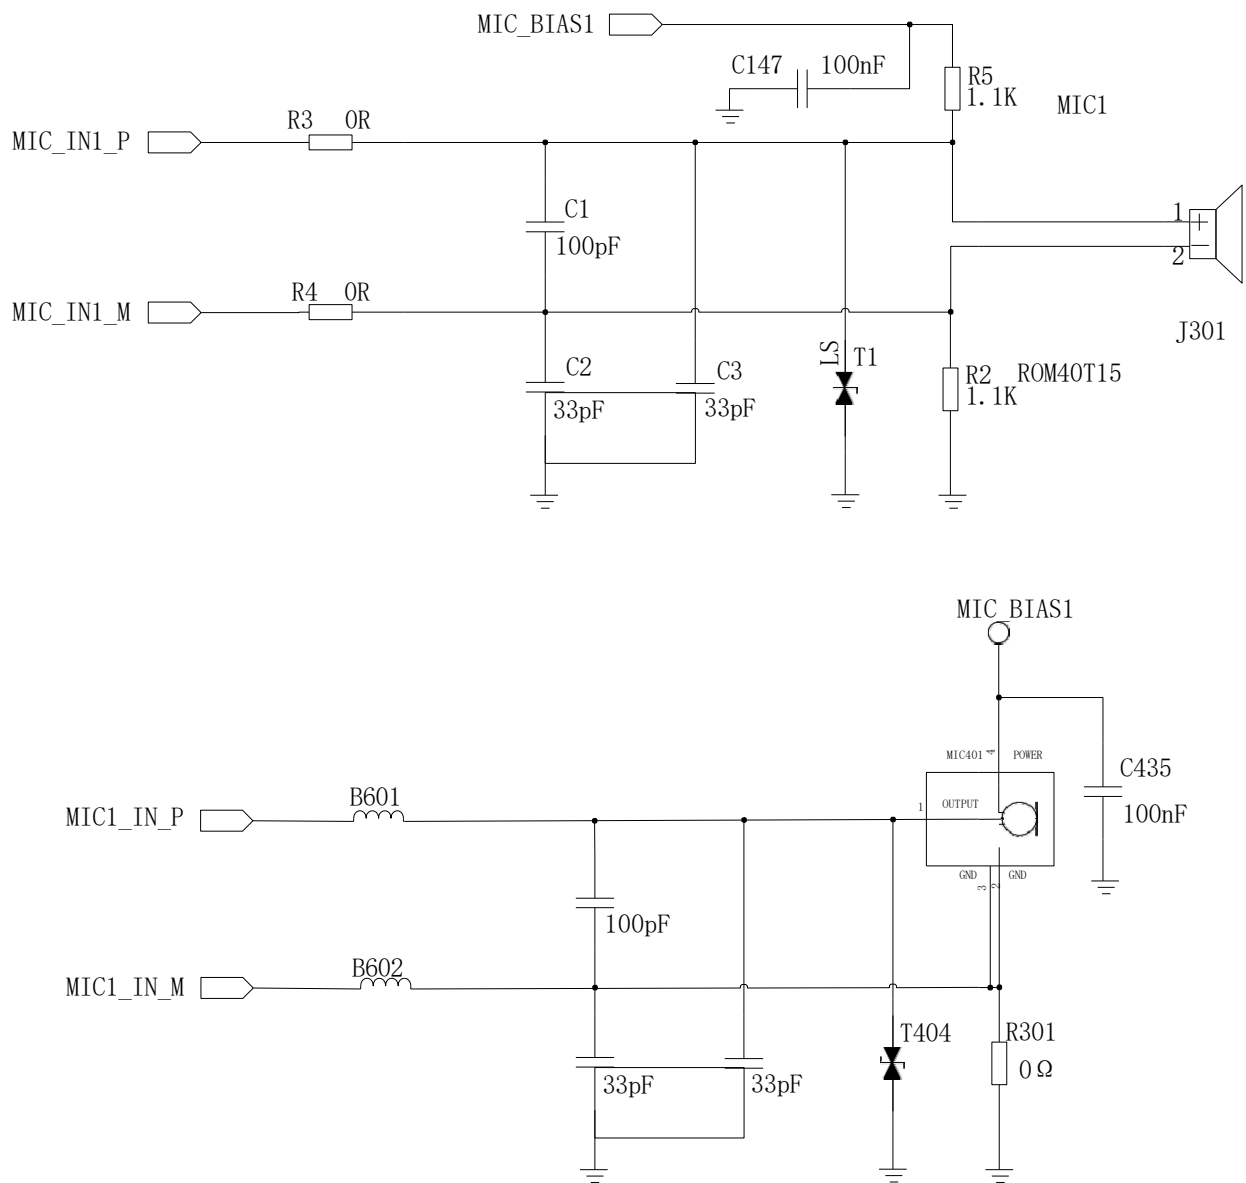 MIC_BIAS1
C147 100nF
R5
1.1K
MIC1
R3 0R
MIC_IN1_P
C1
100pF
1
+
−
2
R4 0R
MIC_IN1_M
J301
LS
T1
C2
33pF
C3
33pF
R2
1.1K
ROM40T15
MIC_BIAS1
MIC401
4
POWER
C435
100nF
B601
MIC1_IN_P
1
OUTPUT
GND
3
2
GND
100pF
B602
MIC1_IN_M
T404
R301
0Ω
33pF
33pF